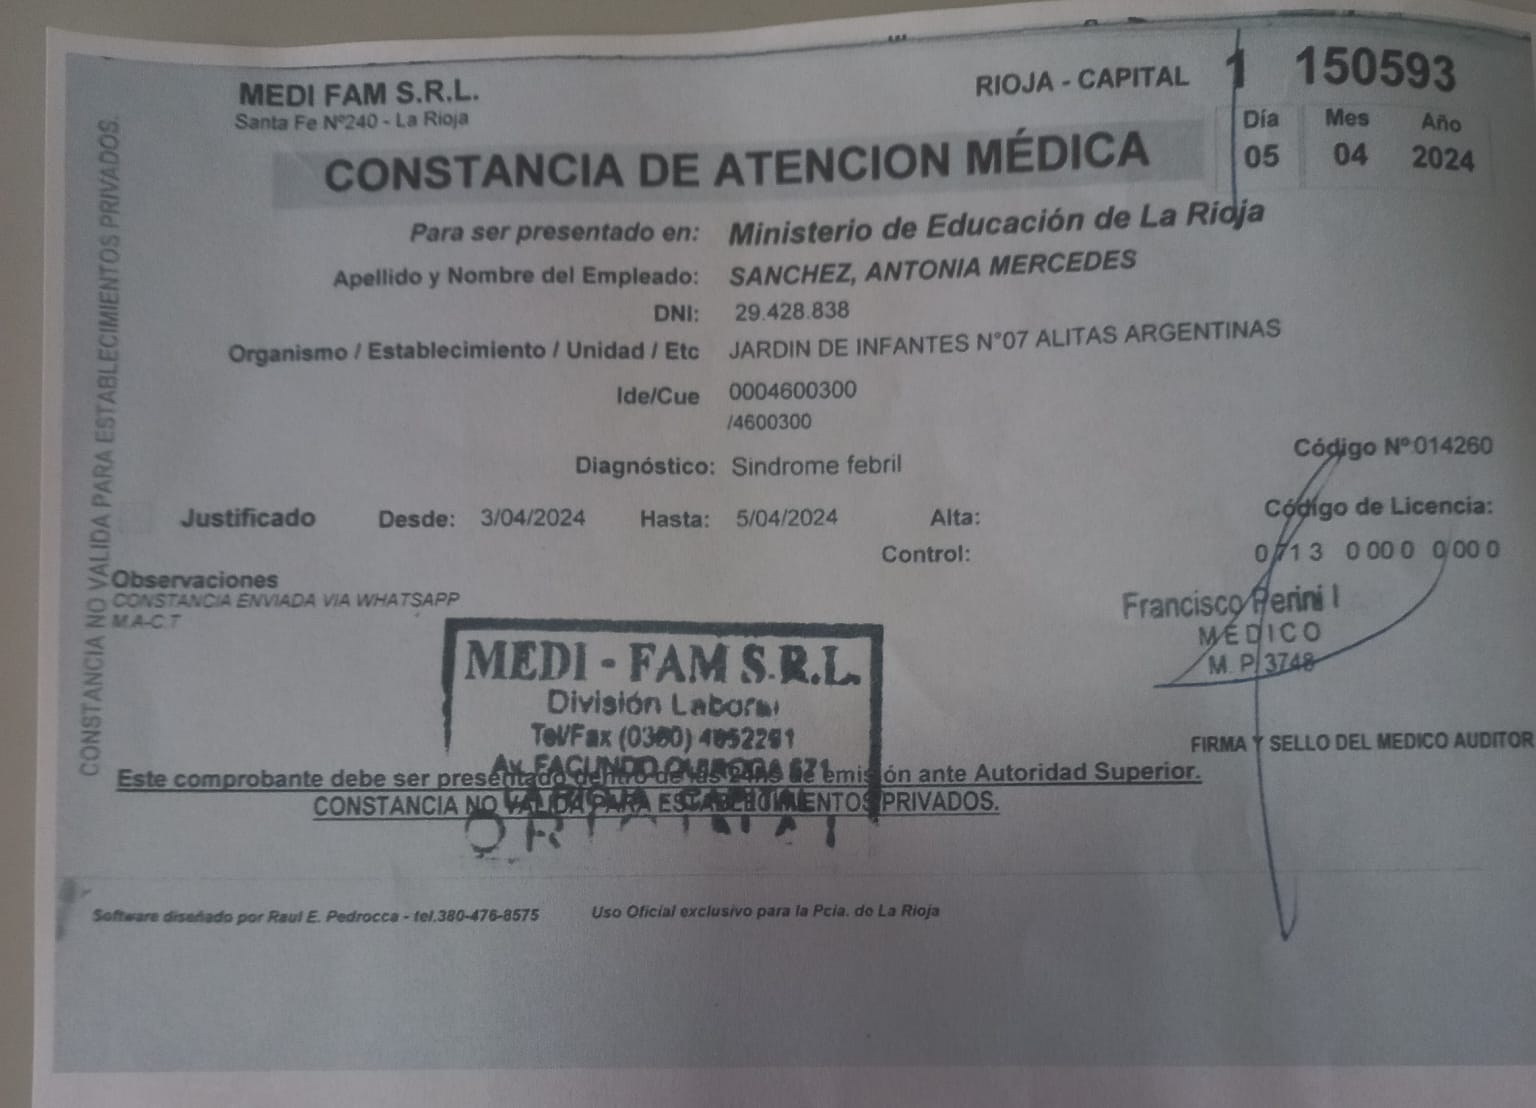 MEDI FAM S.R.L.
Santa Fe Nº240 - La Rioja
RIOJA - CAPITAL 1 150593
Día Mes Año
05 04 2024
CONSTANCIA DE ATENCION MÉDICA
Para ser presentado en: Ministerio de Educación de La Rioja
Apellido y Nombre del Empleado: SANCHEZ, ANTONIA MERCEDES
DNI: 29.428.838
Organismo / Establecimiento / Unidad / Etc JARDIN DE INFANTES N°07 ALITAS ARGENTINAS
Ide/Cue 0004600300
/4600300
Diagnóstico: Sindrome febril
Código Nº 014260
Justificado Desde: 3/04/2024 Hasta: 5/04/2024 Alta:
Código de Licencia:
Control:
0713 0000 0000
Observaciones
CONSTANCIA ENVIADA VIA WHATSAPP
M.A-C.T
Francisco Perini I
MEDICO
M. P. 3748
MEDI - FAM S.R.L.
División Laboral
Tel/Fax (0380) 4052291
Av. FACUNDO QUIROGA 671
FIRMA Y SELLO DEL MEDICO AUDITOR
Este comprobante debe ser presentado dentro de las 24hs de emisión ante Autoridad Superior.
CONSTANCIA NO VALIDA PARA ESTABLECIMIENTOS PRIVADOS.
Software diseñado por Raul E. Pedrocca - tel.380-476-8575
Uso Oficial exclusivo para la Pcia. de La Rioja
CONSTANCIA NO VALIDA PARA ESTABLECIMIENTOS PRIVADOS.